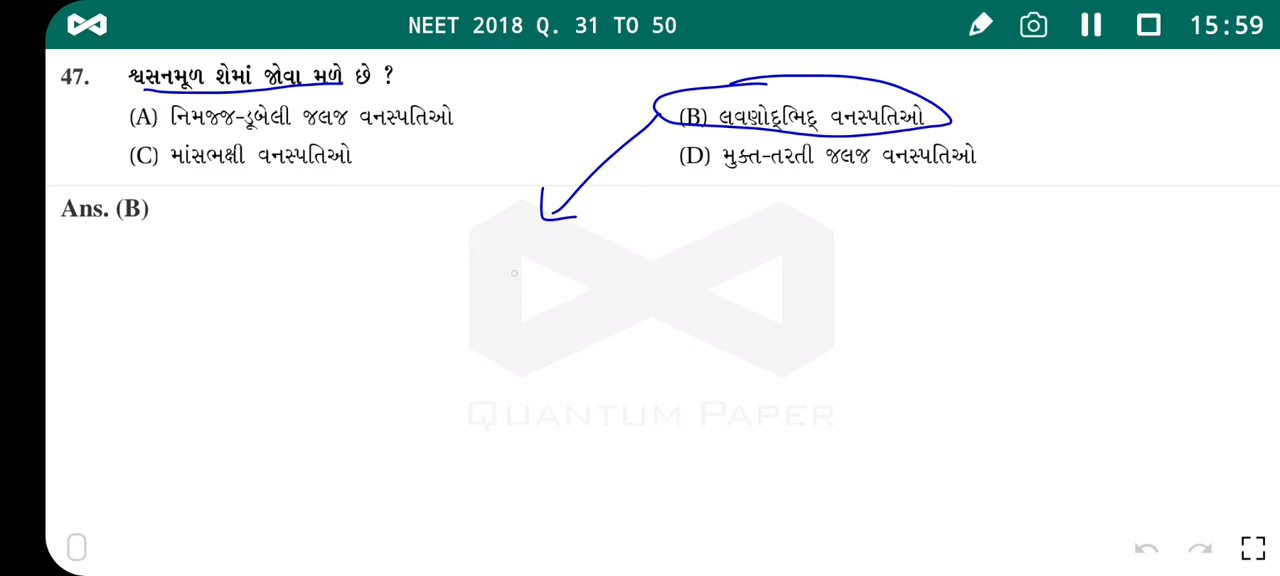 NEET 2018 Q. 31 TO 50
15:59
47. શ્વસનમૂળ શેમાં જોવા મળે છે ?
(A) નિમજ્જ-ડૂબેલી જલજ વનસ્પતિઓ (B) લવણોદ્ભિદ્ વનસ્પતિઓ
(C) માંસભક્ષી વનસ્પતિઓ (D) મુક્ત-તરતી જલજ વનસ્પતિઓ
Ans. (B)
QUANTUM PAPER